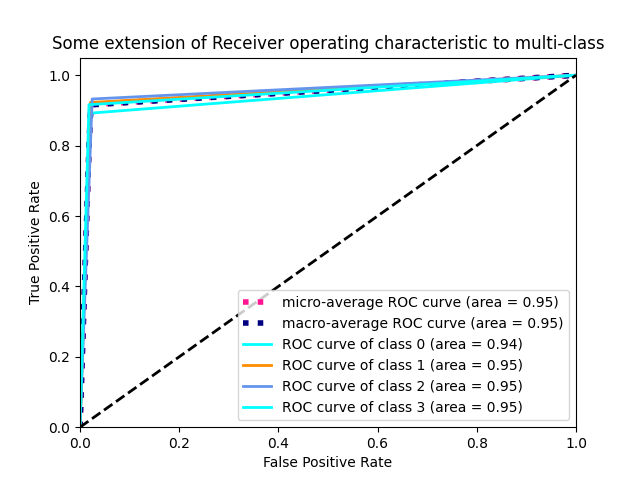 Some extension of Receiver operating characteristic to multi-class
1.0
0.8
0.6
0.4
0.2
0.0
True Positive Rate
micro-average ROC curve (area = 0.95)
macro-average ROC curve (area = 0.95)
ROC curve of class 0 (area = 0.94)
ROC curve of class 1 (area = 0.95)
ROC curve of class 2 (area = 0.95)
ROC curve of class 3 (area = 0.95)
0.0 0.2 0.4 0.6 0.8 1.0
False Positive Rate